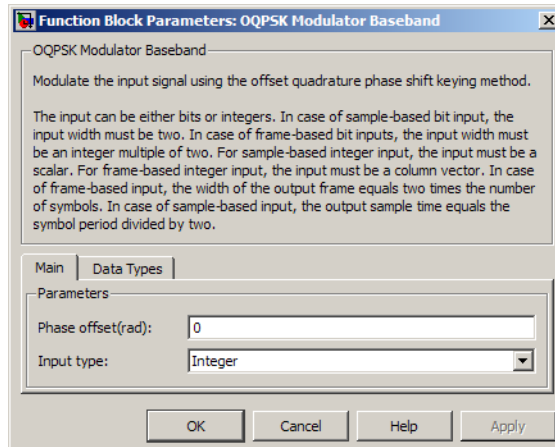 Function Block Parameters: OQPSK Modulator Baseband
OQPSK Modulator Baseband
Modulate the input signal using the offset quadrature phase shift keying method.
The input can be either bits or integers. In case of sample-based bit input, the
input width must be two. In case of frame-based bit inputs, the input width must
be an integer multiple of two. For sample-based integer input, the input must be a
scalar. For frame-based integer input, the input must be a column vector. In case
of frame-based input, the width of the output frame equals two times the number
of symbols. In case of sample-based input, the output sample time equals the
symbol period divided by two.
Main Data Types
Parameters
Phase offset(rad): 0
Input type: Integer
OK Cancel Help Apply